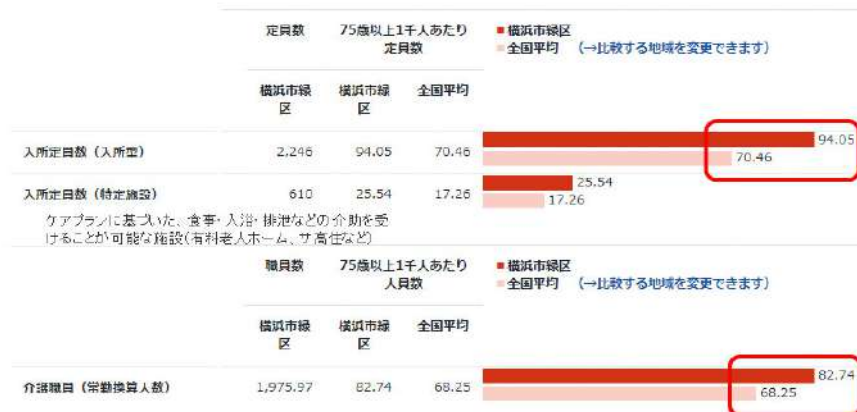 定員数 75歳以上1千人あたり ■横浜市緑区
定員数 ■全国平均 (→比較する地域を変更できます)
横浜市緑 横浜市緑 全国平均
区 区
入所定員数（入所型） 2,246 94.05 70.46 94.05
70.46
入所定員数（特定施設） 610 25.54 17.26 25.54
17.26
ケアプランに基づいた、食事・入浴・排泄などの介助を受
けることが可能な施設(有料老人ホーム、サ高住など)
職員数 75歳以上1千人あたり ■横浜市緑区
人員数 ■全国平均 (→比較する地域を変更できます)
横浜市緑 横浜市緑 全国平均
区 区
介護職員（常勤換算人数） 1,975.97 82.74 68.25 82.74
68.25